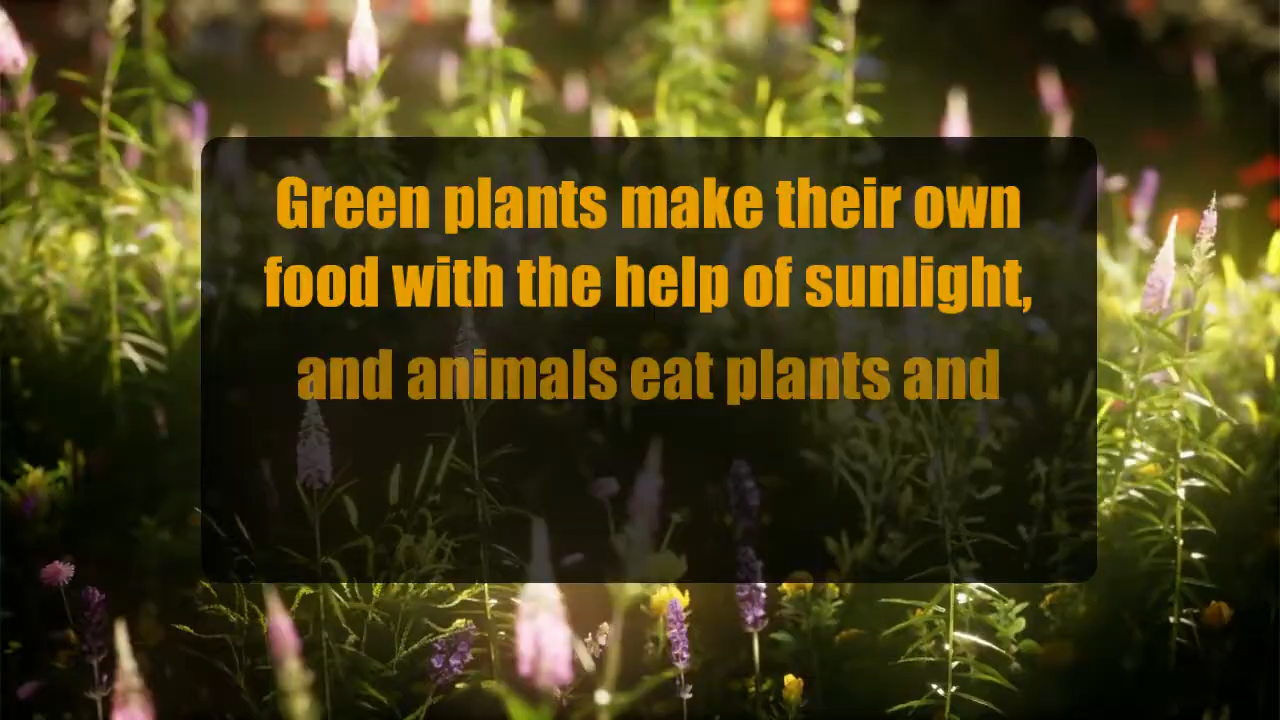 Green plants make their own
food with the help of sunlight,
and animals eat plants and